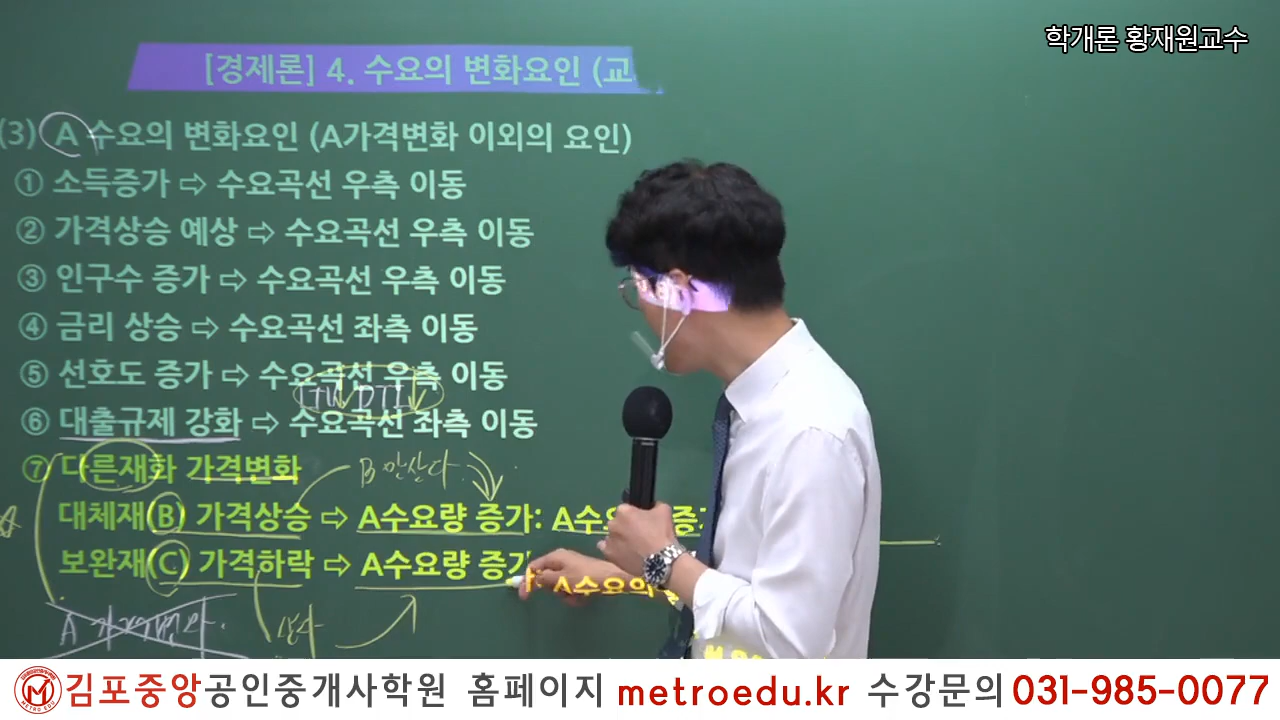 학개론 황재원교수
[경제론] 4. 수요의 변화요인 (교
(3) A 수요의 변화요인 (A가격변화 이외의 요인)
① 소득증가 ⇨ 수요곡선 우측 이동
② 가격상승 예상 ⇨ 수요곡선 우측 이동
③ 인구수 증가 ⇨ 수요곡선 우측 이동
④ 금리 상승 ⇨ 수요곡선 좌측 이동
⑤ 선호도 증가 ⇨ 수요곡선 우측 이동
LTV↓ DTI↓
⑥ 대출규제 강화 ⇨ 수요곡선 좌측 이동
⑦ 다른재화 가격변화
B 안산다
대체재(B) 가격상승 ⇨ A수요량 증가: A수
보완재(C) 가격하락 ⇨ A수요량 증가: A수요의
A 가격변화
산다
김포중앙공인중개사학원 홈페이지 metroedu.kr 수강문의 031-985-0077
METRO EDU